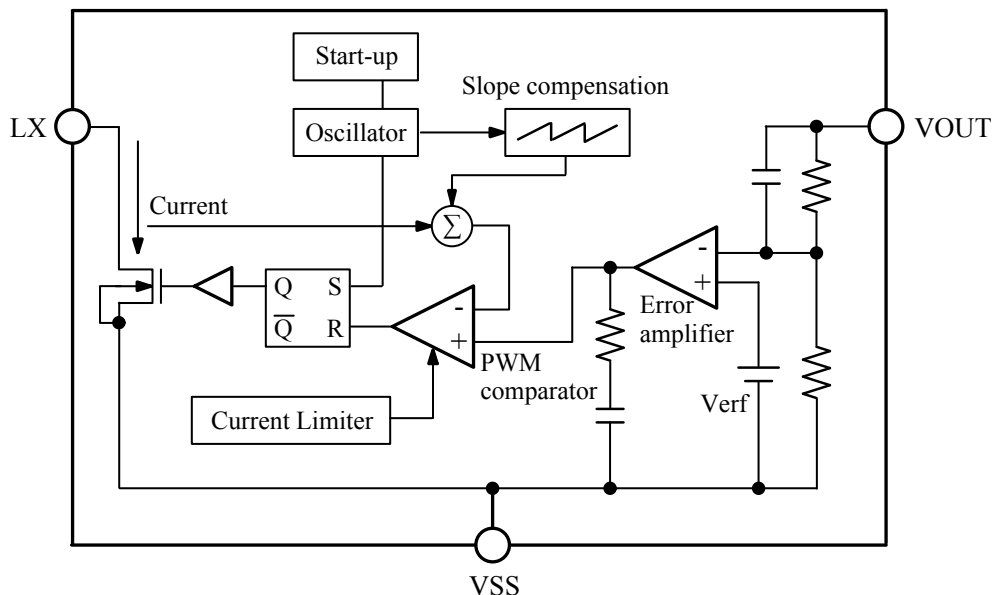 Start-up
Slope compensation
LX
Oscillator
VOUT
Current
Σ
-
+
Q
S
Q̅
R
-
+
Error
amplifier
PWM
comparator
Verf
Current Limiter
VSS